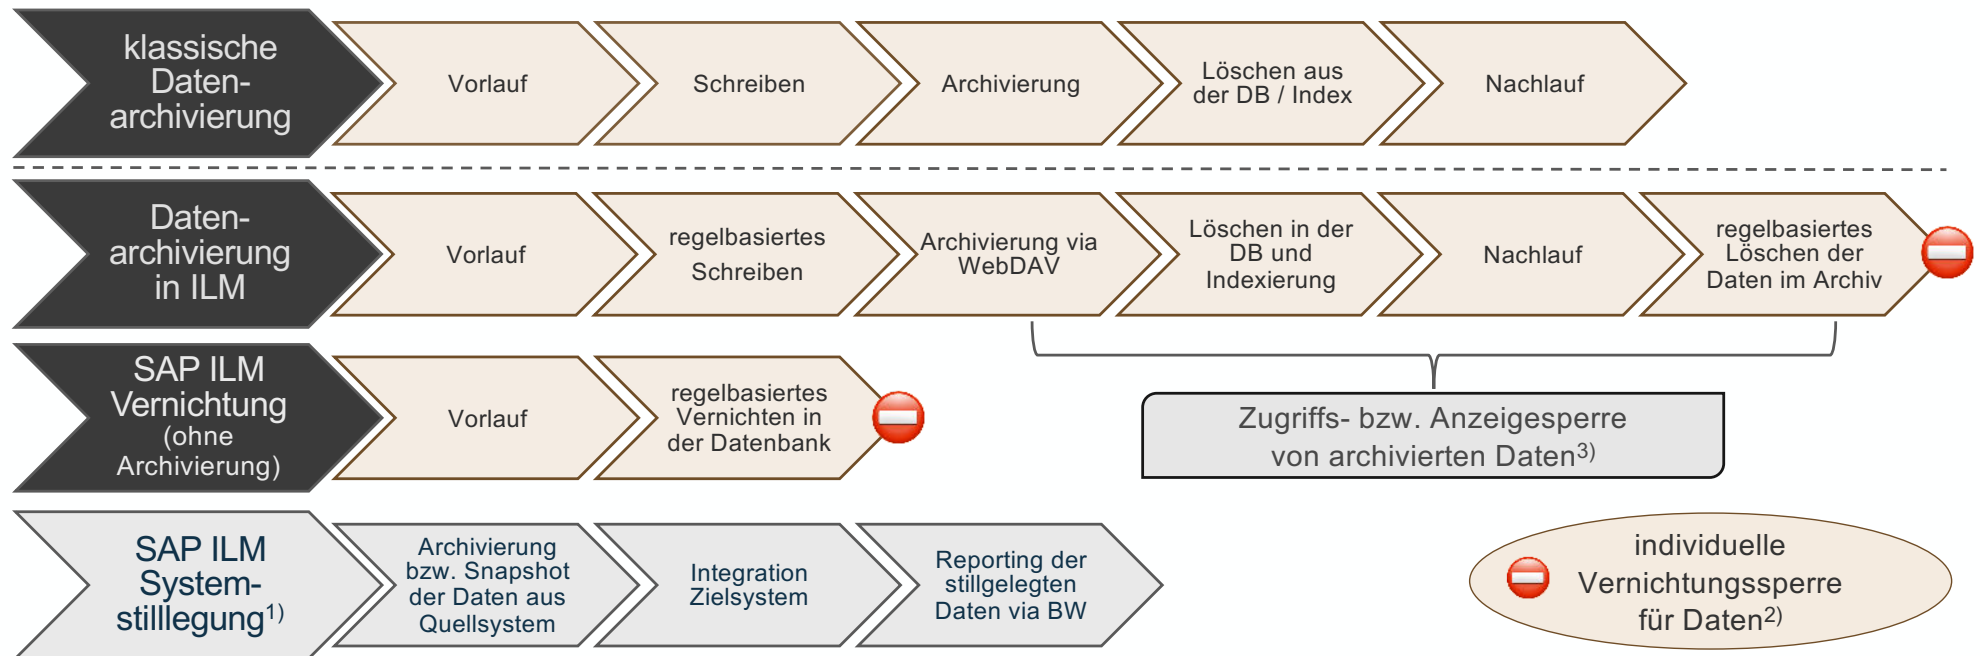 klassische
Daten-
archivierung
Vorlauf
Schreiben
Archivierung
Löschen aus
der DB / Index
Nachlauf
Daten-
archivierung
in ILM
Vorlauf
regelbasiertes
Schreiben
Archivierung via
WebDAV
Löschen in der
DB und
Indexierung
Nachlauf
regelbasiertes
Löschen der
Daten im Archiv
SAP ILM
Vernichtung
(ohne
Archivierung)
Vorlauf
regelbasiertes
Vernichten in
der Datenbank
Zugriffs- bzw. Anzeigesperre
von archivierten Daten3)
SAP ILM
System-
stilllegung1)
Archivierung
bzw. Snapshot
der Daten aus
Quellsystem
Integration
Zielsystem
Reporting der
stillgelegten
Daten via BW
individuelle
Vernichtungssperre
für Daten2)